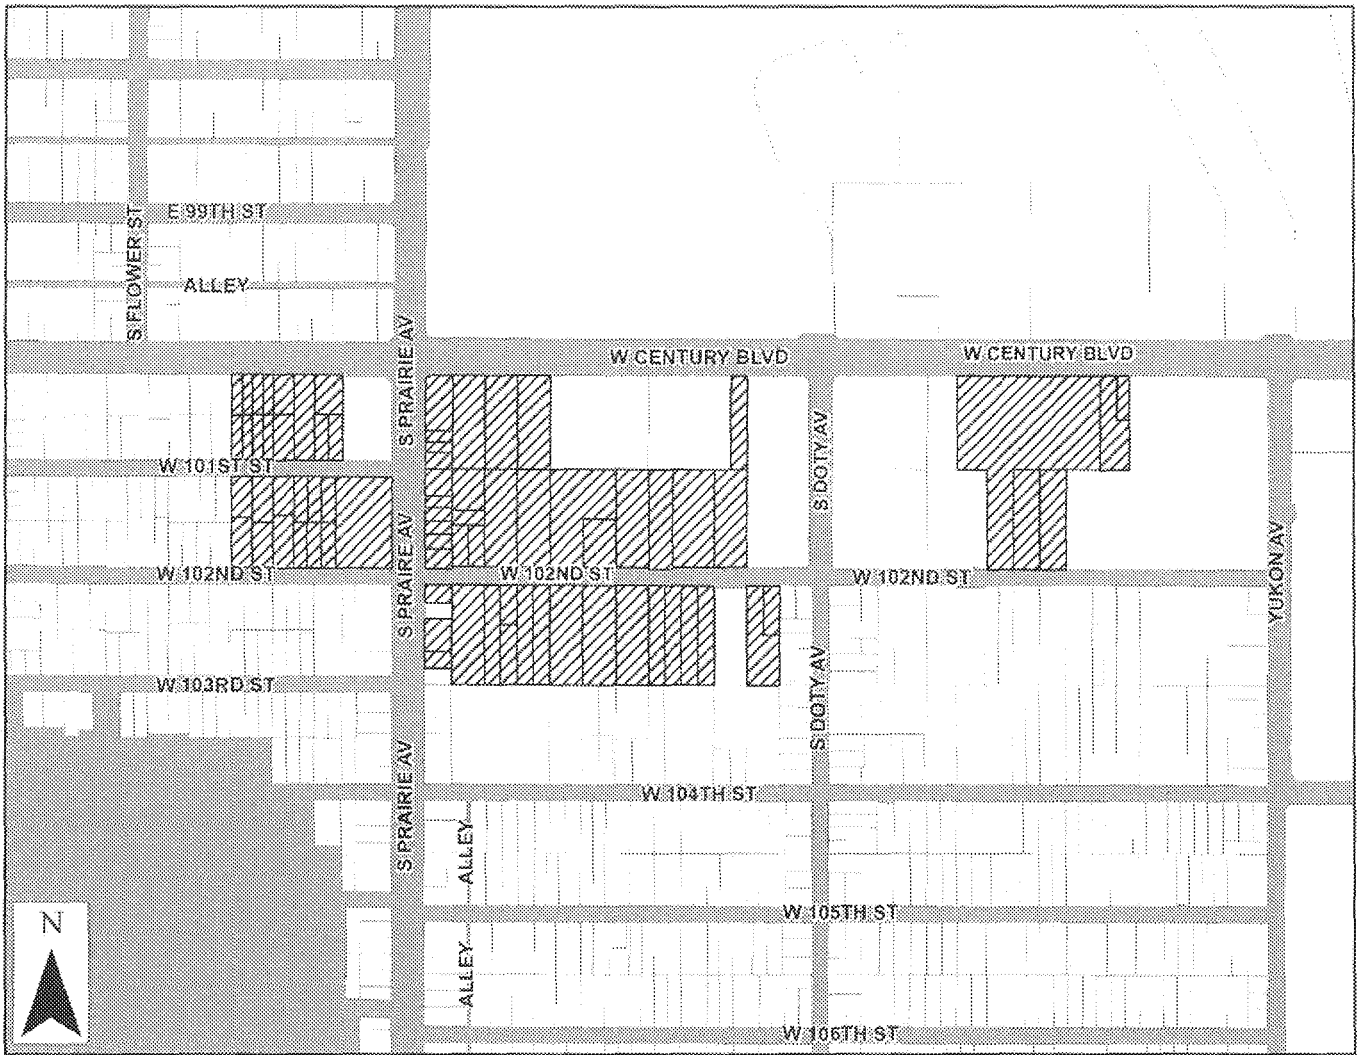 E 99TH ST
S FLOWER ST
ALLEY
S PRAIRIE AV
W CENTURY BLVD
W CENTURY BLVD
S DOTY AV
W 101ST ST
S PRAIRE AV
YUKON AV
W 102ND ST
W 102ND ST
W 102ND ST
W 103RD ST
S DOTY AV
S PRAIRIE AV
W 104TH ST
ALLEY
W 105TH ST
N
ALLEY
W 106TH ST